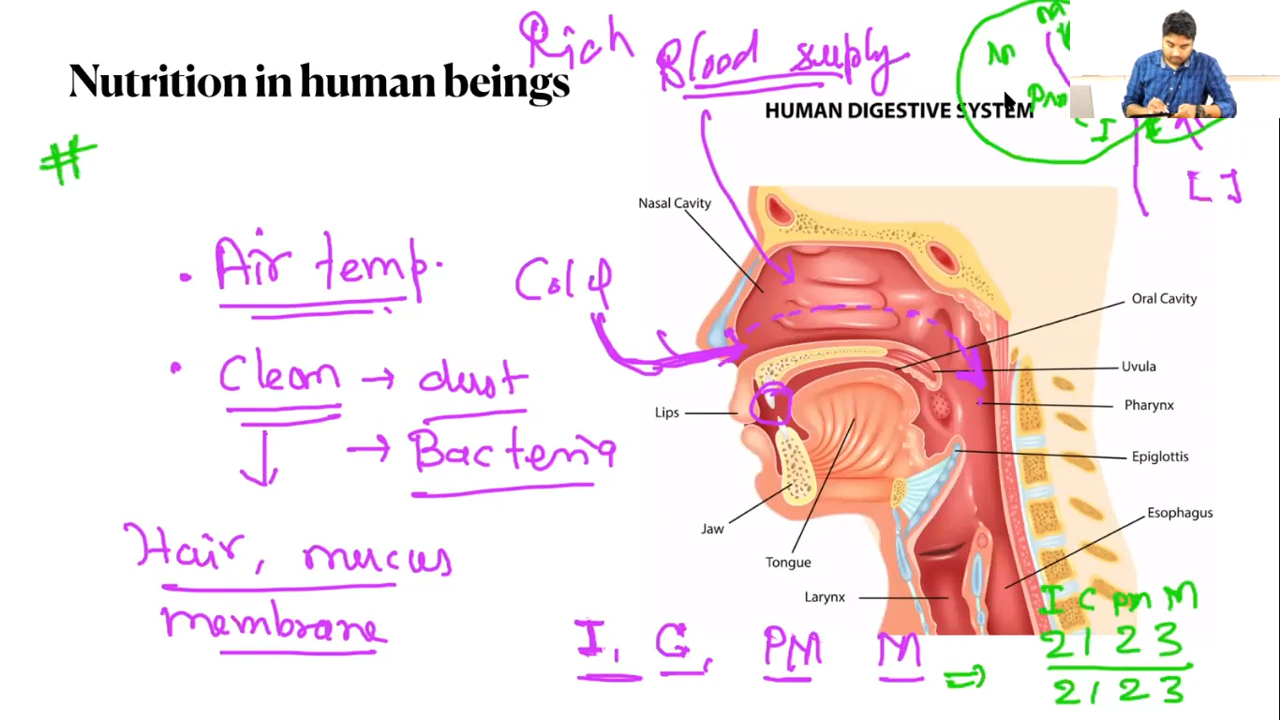 Rich
Blood supply
Nutrition in human beings
HUMAN DIGESTIVE SYSTEM
M
M
I
[ ]
#
Nasal Cavity
• Air temp.
Cold
Oral Cavity
• Clean → dust
Uvula
Lips
Pharynx
→ Bacteria
Epiglottis
Esophagus
Jaw
Hair, mucus
Tongue
membrane
Larynx
I C PM M
2 1 2 3
I, C, PM M ⇒
2 1 2 3